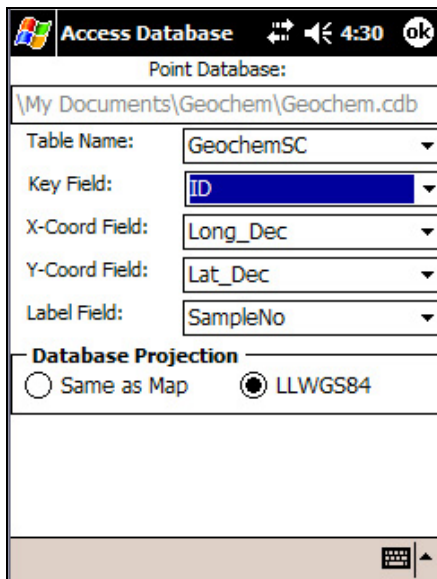 Access Database 4:30 ok
Point Database:
\My Documents\Geochem\Geochem.cdb
Table Name: GeochemSC
Key Field: ID
X-Coord Field: Long_Dec
Y-Coord Field: Lat_Dec
Label Field: SampleNo
Database Projection
Same as Map LLWGS84